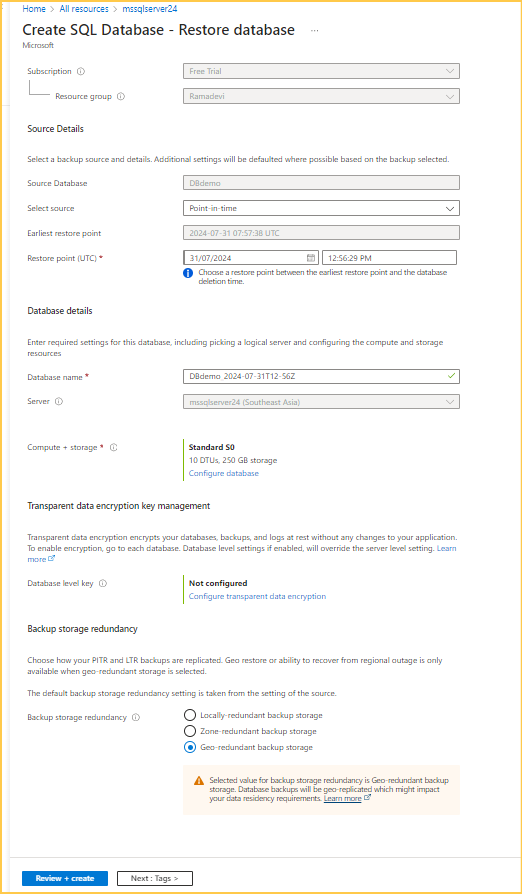 Home > All resources > mssqlserver24
Create SQL Database - Restore database ...
Microsoft
Subscription Free Trial
Resource group Ramadevi
Source Details
Select a backup source and details. Additional settings will be defaulted where possible based on the backup selected.
Source Database DBdemo
Select source Point-in-time
Earliest restore point 2024-07-31 07:57:38 UTC
Restore point (UTC) * 31/07/2024 12:56:29 PM
Choose a restore point between the earliest restore point and the database
deletion time.
Database details
Enter required settings for this database, including picking a logical server and configuring the compute and storage
resources
Database name * DBdemo_2024-07-31T12-56Z
Server mssqlserver24 (Southeast Asia)
Compute + storage * Standard S0
10 DTUs, 250 GB storage
Configure database
Transparent data encryption key management
Transparent data encryption encrypts your databases, backups, and logs at rest without any changes to your application.
To enable encryption, go to each database. Database level settings if enabled, will override the server level setting. Learn
more
Database level key Not configured
Configure transparent data encryption
Backup storage redundancy
Choose how your PITR and LTR backups are replicated. Geo restore or ability to recover from regional outage is only
available when geo-redundant storage is selected.
The default backup storage redundancy setting is taken from the setting of the source.
Backup storage redundancy Locally-redundant backup storage
Zone-redundant backup storage
Geo-redundant backup storage
Selected value for backup storage redundancy is Geo-redundant backup
storage. Database backups will be geo-replicated which might impact
your data residency requirements. Learn more
Review + create Next : Tags >